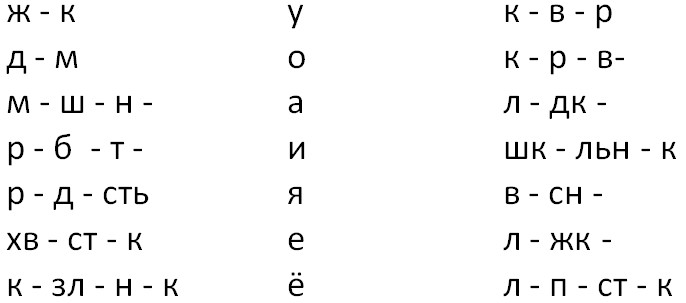 ж - к у к - в - р
д - м о к - р - в-
м - ш - н - а л - дк -
р - б - т - и шк - льн - к
р - д - сть я в - сн -
хв - ст - к е л - жк -
к - зл - н - к ё л - п - ст - к